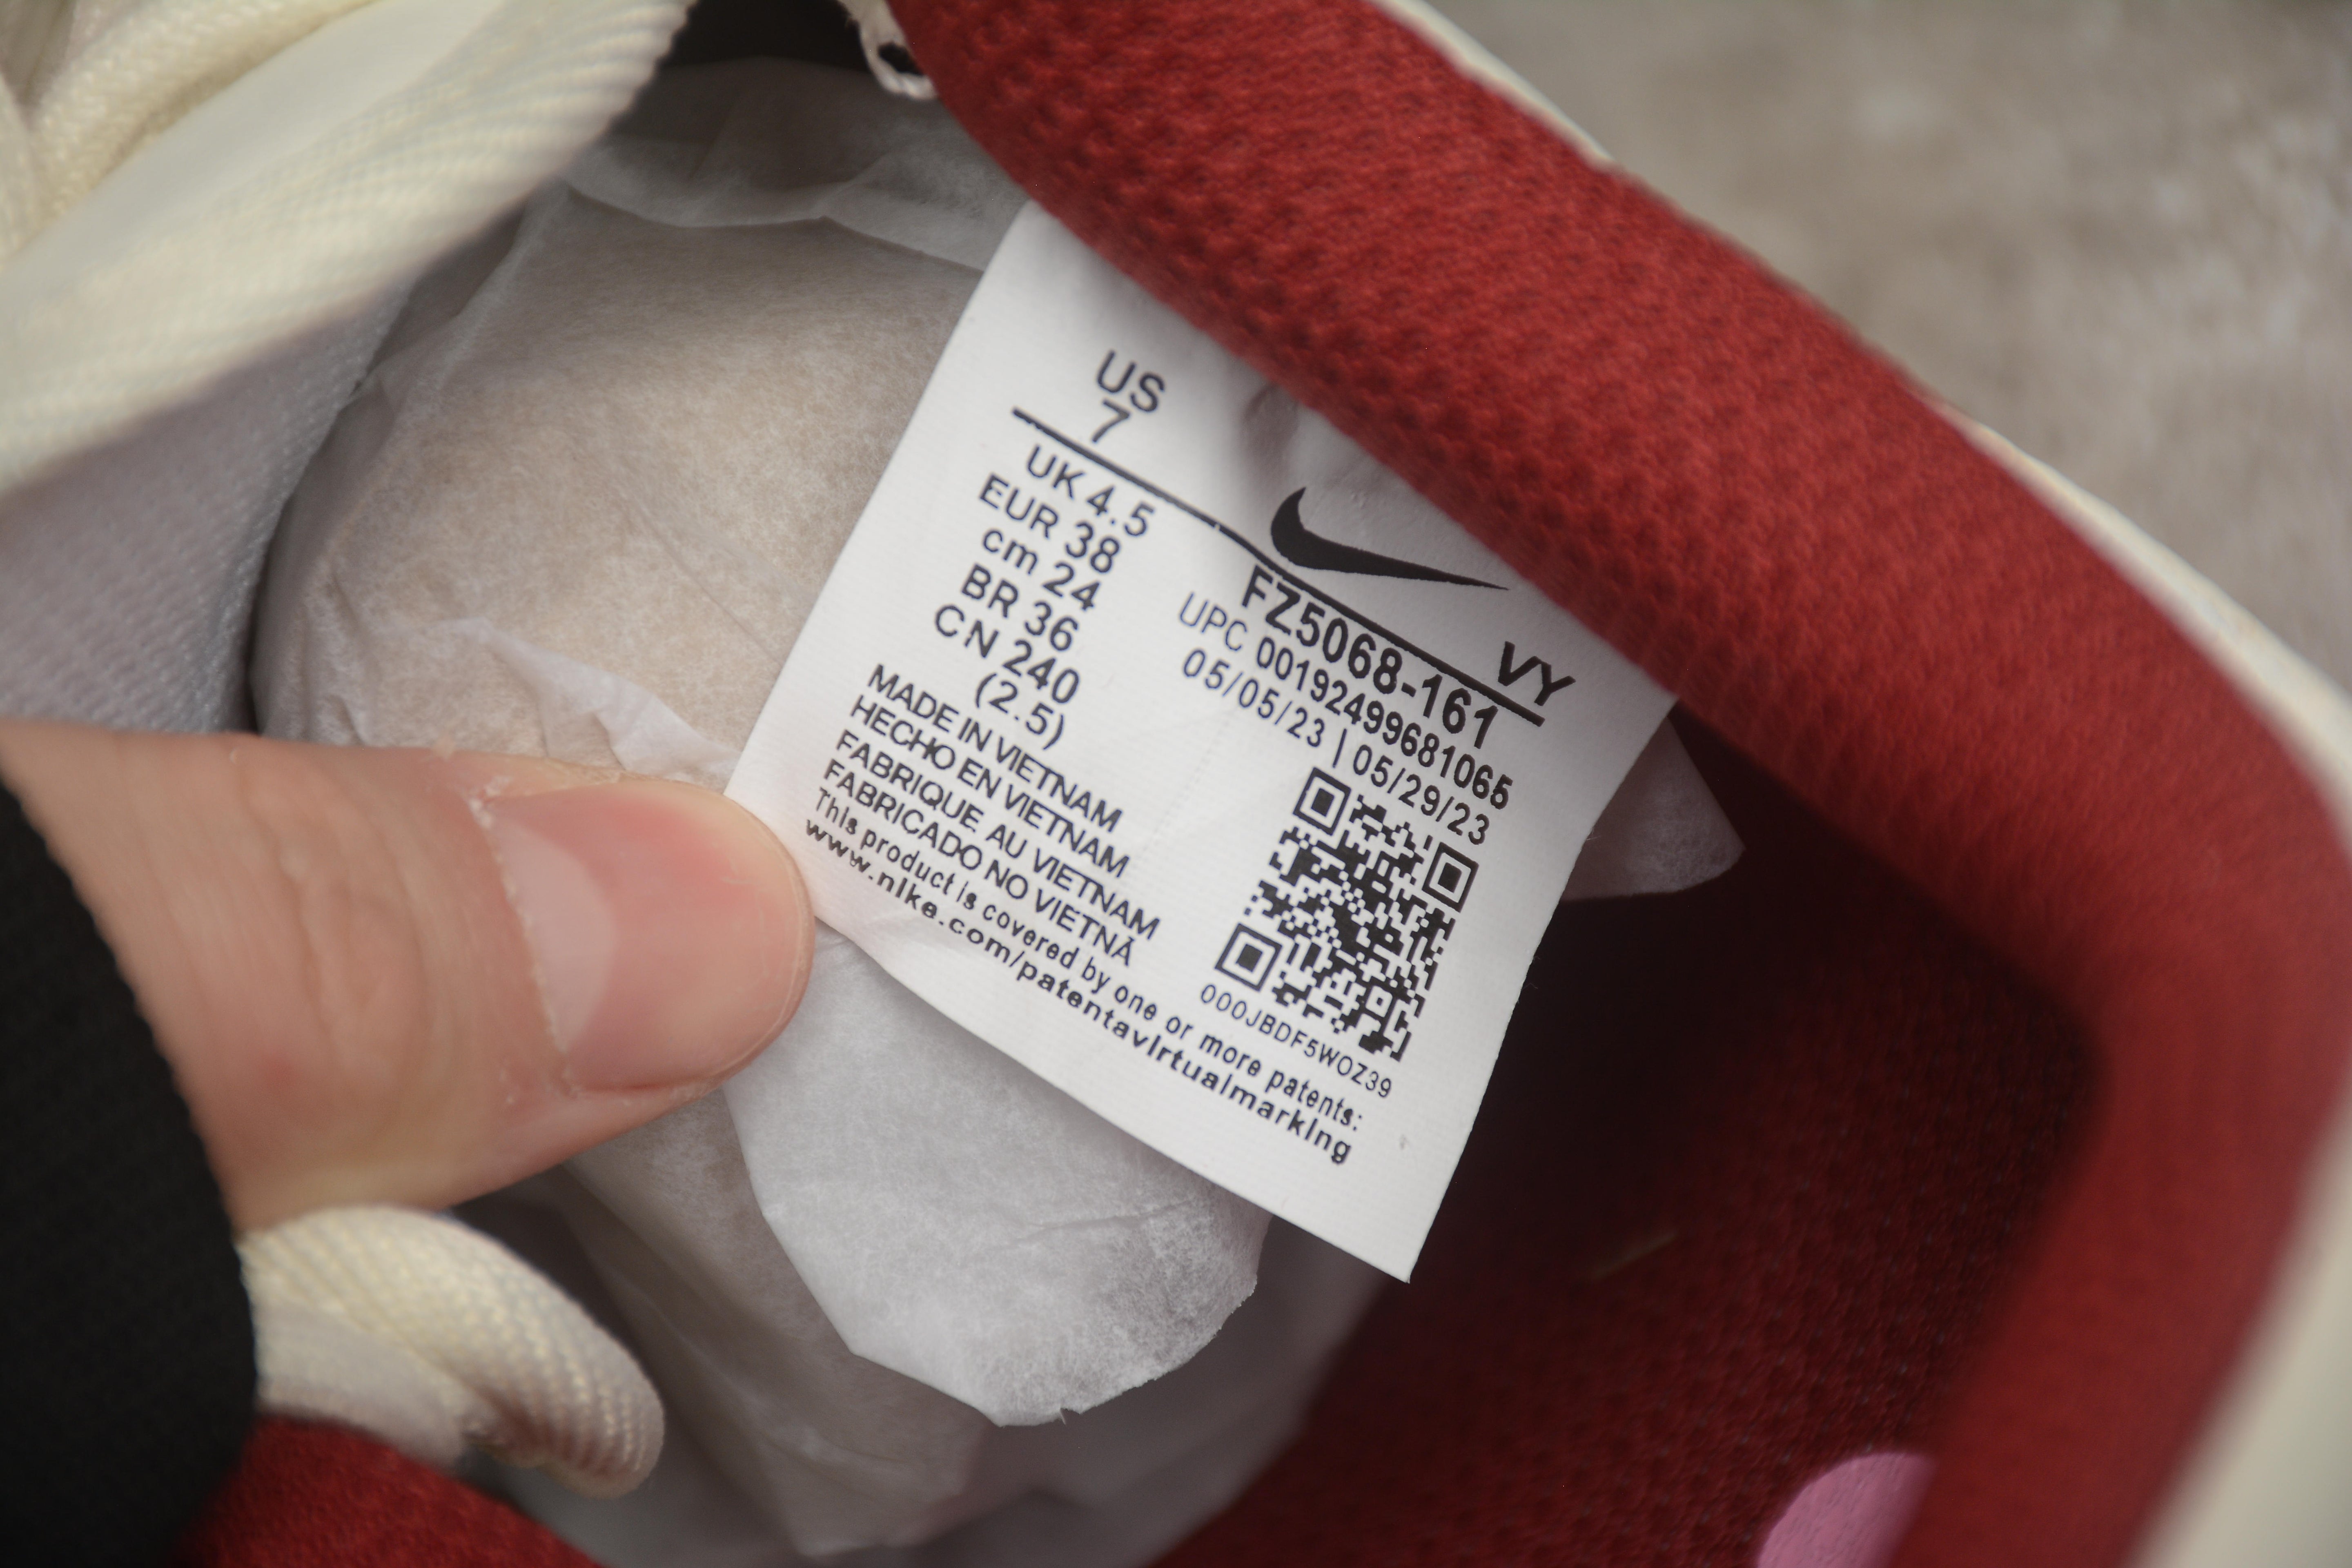 US
7
UK 4.5
EUR 38
cm 24
BR 36
CN 240
(2.5)
VY
FZ5068-161
UPC 00192499681065
05/05/23 | 05/29/23
MADE IN VIETNAM
HECHO EN VIETNAM
FABRIQUE AU VIETNAM
FABRICADO NO VIETNÃ
000JBDF5WOZ39
This product is covered by one or more patents:
www.nike.com/patentavirtualmarking